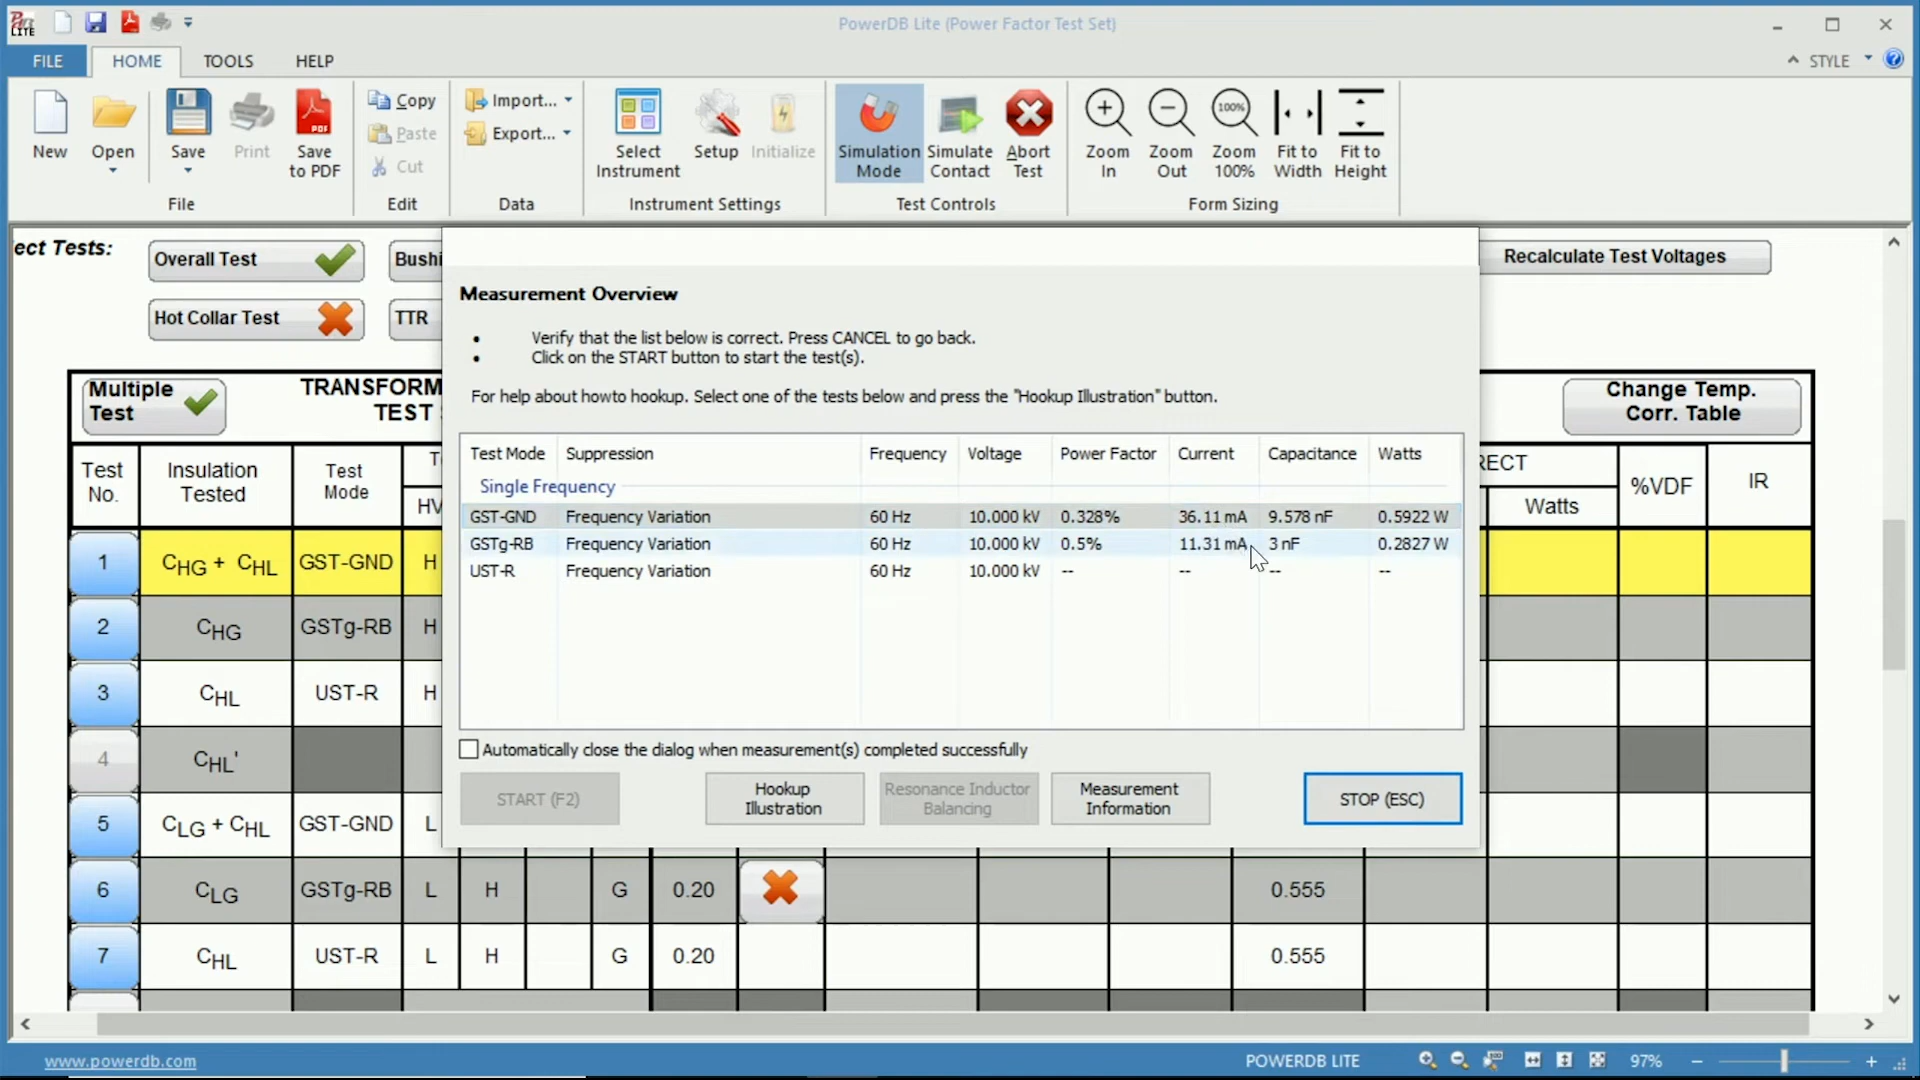 PowerDB Lite (Power Factor Test Set)
LITE
FILE HOME TOOLS HELP STYLE
New Open Save Print Save to PDF
File
Copy
Paste
Cut
Edit
Import...
Export...
Data
Select Instrument Setup Initialize
Instrument Settings
Simulation Mode Simulate Contact Abort Test
Test Controls
100%
Zoom In Zoom Out Zoom 100% Fit to Width Fit to Height
Form Sizing
ect Tests: Overall Test Bushi Recalculate Test Voltages
Hot Collar Test TTR
Measurement Overview
• Verify that the list below is correct. Press CANCEL to go back.
• Click on the START button to start the test(s).
For help about howto hookup. Select one of the tests below and press the "Hookup Illustration" button.
Test Mode Suppression Frequency Voltage Power Factor Current Capacitance Watts
Single Frequency
GST-GND Frequency Variation 60 Hz 10.000 kV 0.328% 36.11 mA 9.578 nF 0.5922 W
GSTg-RB Frequency Variation 60 Hz 10.000 kV 0.5% 11.31 mA 3 nF 0.2827 W
UST-R Frequency Variation 60 Hz 10.000 kV -- -- -- --
Automatically close the dialog when measurement(s) completed successfully
START (F2) Hookup Illustration Resonance Inductor Balancing Measurement Information STOP (ESC)
Multiple Test TRANSFORM
TEST
Change Temp. Corr. Table
Test No. Insulation Tested Test Mode HV RECT Watts %VDF IR
1 CHG + CHL GST-GND H
2 CHG GSTg-RB H
3 CHL UST-R H
4 CHL'
5 CLG + CHL GST-GND L
6 CLG GSTg-RB L H G 0.20 0.555
7 CHL UST-R L H G 0.20 0.555
www.powerdb.com POWERDB LITE 97%